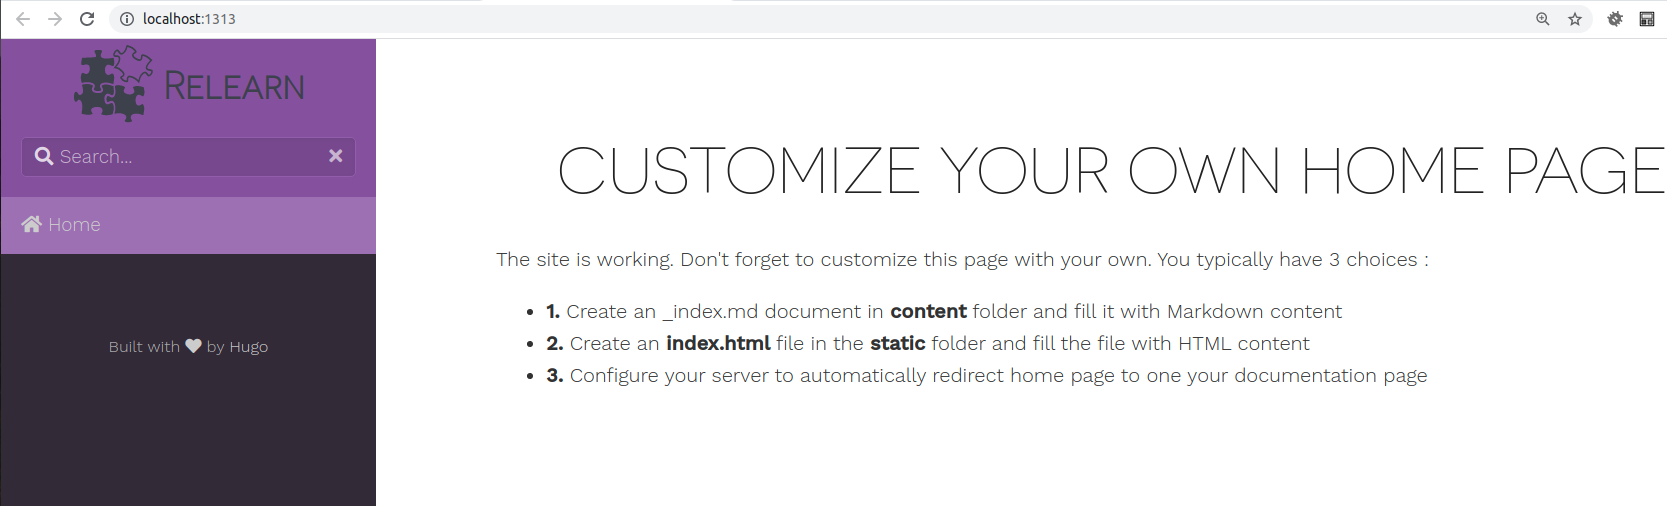 localhost:1313
RELEARN
Search...
Home
Built with by Hugo
CUSTOMIZE YOUR OWN HOME PAGE
The site is working. Don't forget to customize this page with your own. You typically have 3 choices :
• 1. Create an _index.md document in content folder and fill it with Markdown content
• 2. Create an index.html file in the static folder and fill the file with HTML content
• 3. Configure your server to automatically redirect home page to one your documentation page